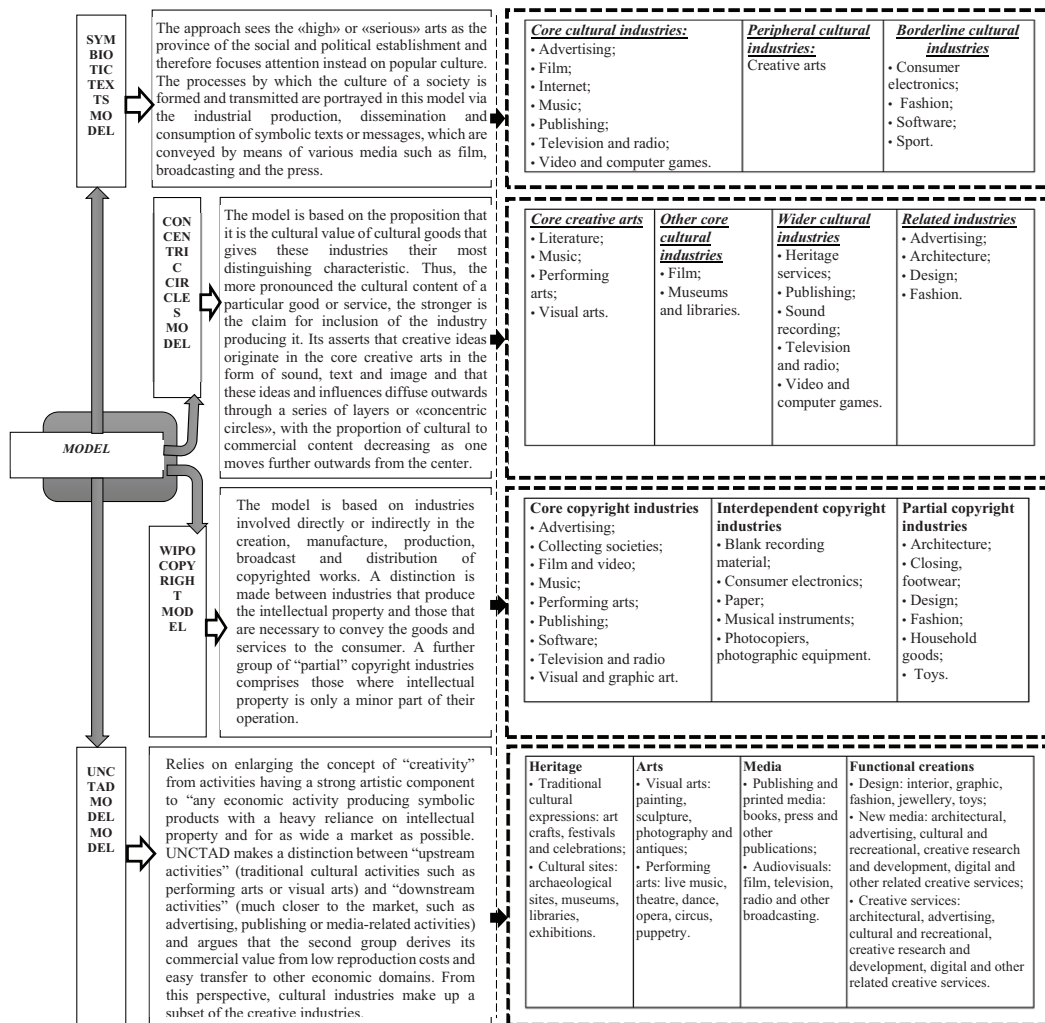 SYM
BIO
TIC
TEX
TS
MO
DEL
The approach sees the «high» or «serious» arts as the
province of the social and political establishment and
therefore focuses attention instead on popular culture.
The processes by which the culture of a society is
formed and transmitted are portrayed in this model via
the industrial production, dissemination and
consumption of symbolic texts or messages, which are
conveyed by means of various media such as film,
broadcasting and the press.
Core cultural industries:
• Advertising;
• Film;
• Internet;
• Music;
• Publishing;
• Television and radio;
• Video and computer games.
Peripheral cultural
industries:
Creative arts
Borderline cultural
industries
• Consumer
electronics;
• Fashion;
• Software;
• Sport.
CON
CEN
TRI
C
CIR
CLE
S
MO
DEL
The model is based on the proposition that
it is the cultural value of cultural goods that
gives these industries their most
distinguishing characteristic. Thus, the
more pronounced the cultural content of a
particular good or service, the stronger is
the claim for inclusion of the industry
producing it. Its asserts that creative ideas
originate in the core creative arts in the
form of sound, text and image and that
these ideas and influences diffuse outwards
through a series of layers or «concentric
circles», with the proportion of cultural to
commercial content decreasing as one
moves further outwards from the center.
Core creative arts
• Literature;
• Music;
• Performing
arts;
• Visual arts.
Other core
cultural
industries
• Film;
• Museums
and libraries.
Wider cultural
industries
• Heritage
services;
• Publishing;
• Sound
recording;
• Television
and radio;
• Video and
computer games.
Related industries
• Advertising;
• Architecture;
• Design;
• Fashion.
MODEL
WIPO
COPY
RIGH
T
MOD
EL
The model is based on industries
involved directly or indirectly in the
creation, manufacture, production,
broadcast and distribution of
copyrighted works. A distinction is
made between industries that produce
the intellectual property and those that
are necessary to convey the goods and
services to the consumer. A further
group of “partial” copyright industries
comprises those where intellectual
property is only a minor part of their
operation.
Core copyright industries
• Advertising;
• Collecting societies;
• Film and video;
• Music;
• Performing arts;
• Publishing;
• Software;
• Television and radio
• Visual and graphic art.
Interdependent copyright
industries
• Blank recording
material;
• Consumer electronics;
• Paper;
• Musical instruments;
• Photocopiers,
photographic equipment.
Partial copyright
industries
• Architecture;
• Closing,
footwear;
• Design;
• Fashion;
• Household
goods;
• Toys.
UNC
TAD
MO
DEL
MO
DEL
Relies on enlarging the concept of “creativity”
from activities having a strong artistic component
to “any economic activity producing symbolic
products with a heavy reliance on intellectual
property and for as wide a market as possible.
UNCTAD makes a distinction between “upstream
activities” (traditional cultural activities such as
performing arts or visual arts) and “downstream
activities” (much closer to the market, such as
advertising, publishing or media-related activities)
and argues that the second group derives its
commercial value from low reproduction costs and
easy transfer to other economic domains. From
this perspective, cultural industries make up a
subset of the creative industries.
Heritage
• Traditional
cultural
expressions: art
crafts, festivals
and celebrations;
• Cultural sites:
archaeological
sites, museums,
libraries,
exhibitions.
Arts
• Visual arts:
painting,
sculpture,
photography and
antiques;
• Performing
arts: live music,
theatre, dance,
opera, circus,
puppetry.
Media
• Publishing and
printed media:
books, press and
other
publications;
• Audiovisuals:
film, television,
radio and other
broadcasting.
Functional creations
• Design: interior, graphic,
fashion, jewellery, toys;
• New media: architectural,
advertising, cultural and
recreational, creative research
and development, digital and
other related creative services;
• Creative services:
architectural, advertising,
cultural and recreational,
creative research and
development, digital and other
related creative services.